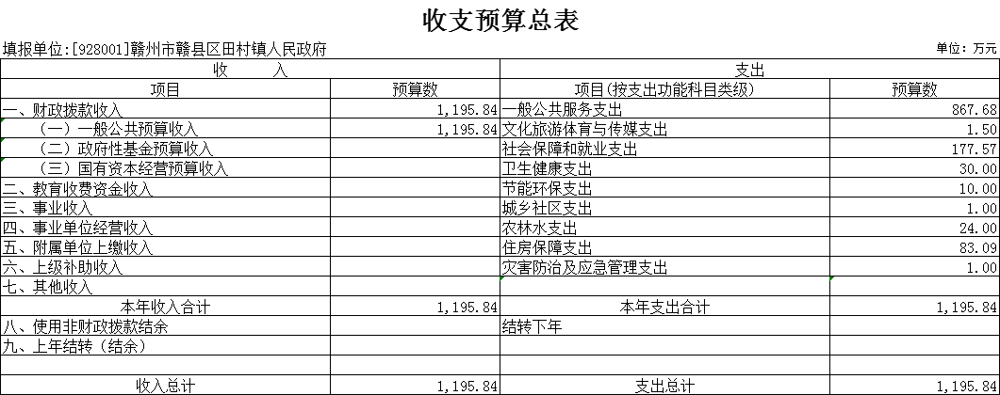 收支预算总表
填报单位:[928001]赣州市赣县区田村镇人民政府 单位：万元
收 入 支出
项目 预算数 项目(按支出功能科目类级) 预算数
一、财政拨款收入 1,195.84 一般公共服务支出 867.68
（一）一般公共预算收入 1,195.84 文化旅游体育与传媒支出 1.50
（二）政府性基金预算收入 社会保障和就业支出 177.57
（三）国有资本经营预算收入 卫生健康支出 30.00
二、教育收费资金收入 节能环保支出 10.00
三、事业收入 城乡社区支出 1.00
四、事业单位经营收入 农林水支出 24.00
五、附属单位上缴收入 住房保障支出 83.09
六、上级补助收入 灾害防治及应急管理支出 1.00
七、其他收入
本年收入合计 1,195.84 本年支出合计 1,195.84
八、使用非财政拨款结余 结转下年
九、上年结转（结余）
收入总计 1,195.84 支出总计 1,195.84